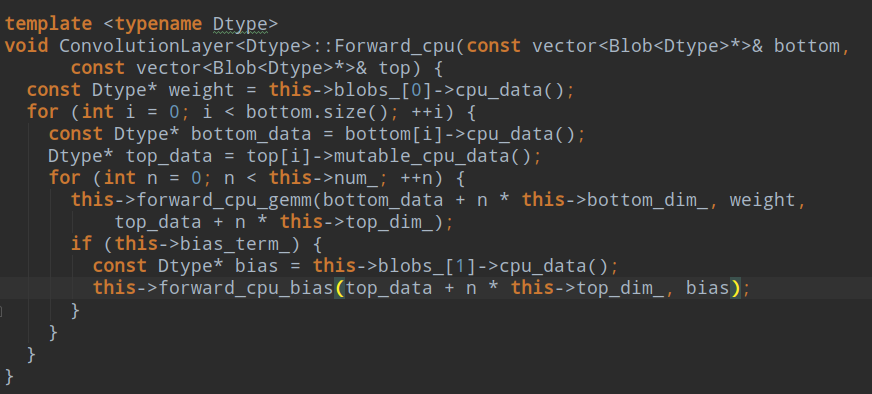 template <typename Dtype>
void ConvolutionLayer<Dtype>::Forward_cpu(const vector<Blob<Dtype>*>& bottom,
      const vector<Blob<Dtype>*>& top) {
  const Dtype* weight = this->blobs_[0]->cpu_data();
  for (int i = 0; i < bottom.size(); ++i) {
    const Dtype* bottom_data = bottom[i]->cpu_data();
    Dtype* top_data = top[i]->mutable_cpu_data();
    for (int n = 0; n < this->num_; ++n) {
      this->forward_cpu_gemm(bottom_data + n * this->bottom_dim_, weight,
          top_data + n * this->top_dim_);
      if (this->bias_term_) {
        const Dtype* bias = this->blobs_[1]->cpu_data();
        this->forward_cpu_bias(top_data + n * this->top_dim_, bias);
      }
    }
  }
}